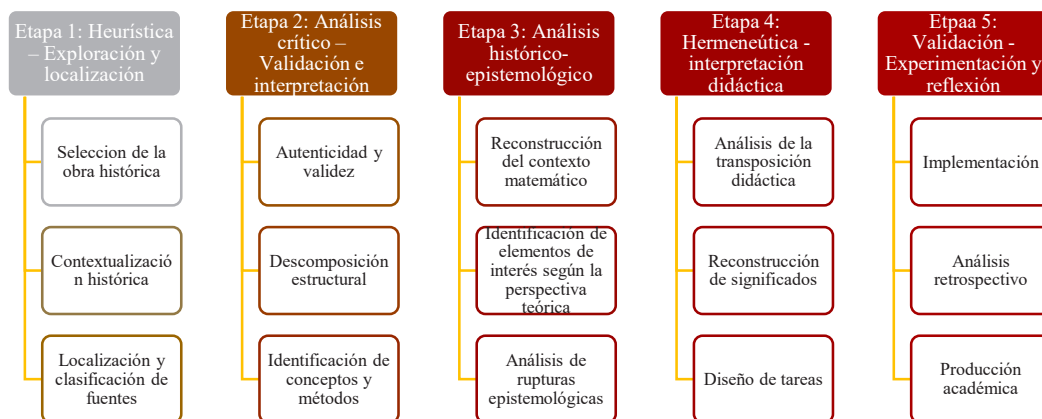 Etapa 1: Heurística
– Exploración y
localización
Seleccion de la
obra histórica
Contextualizació
n histórica
Localización y
clasificación de
fuentes
Etapa 2: Análisis
crítico –
Validación e
interpretación
Autenticidad y
validez
Descomposición
estructural
Identificación de
conceptos y
métodos
Etapa 3: Análisis
histórico-
epistemológico
Reconstrucción
del contexto
matemático
Identificación de
elementos de
interés según la
perspectiva
teórica
Análisis de
rupturas
epistemológicas
Etapa 4:
Hermenéutica -
interpretación
didáctica
Análisis de la
transposición
didáctica
Reconstrucción
de significados
Diseño de tareas
Etpaa 5:
Validación -
Experimentación y
reflexión
Implementación
Análisis
retrospectivo
Producción
académica